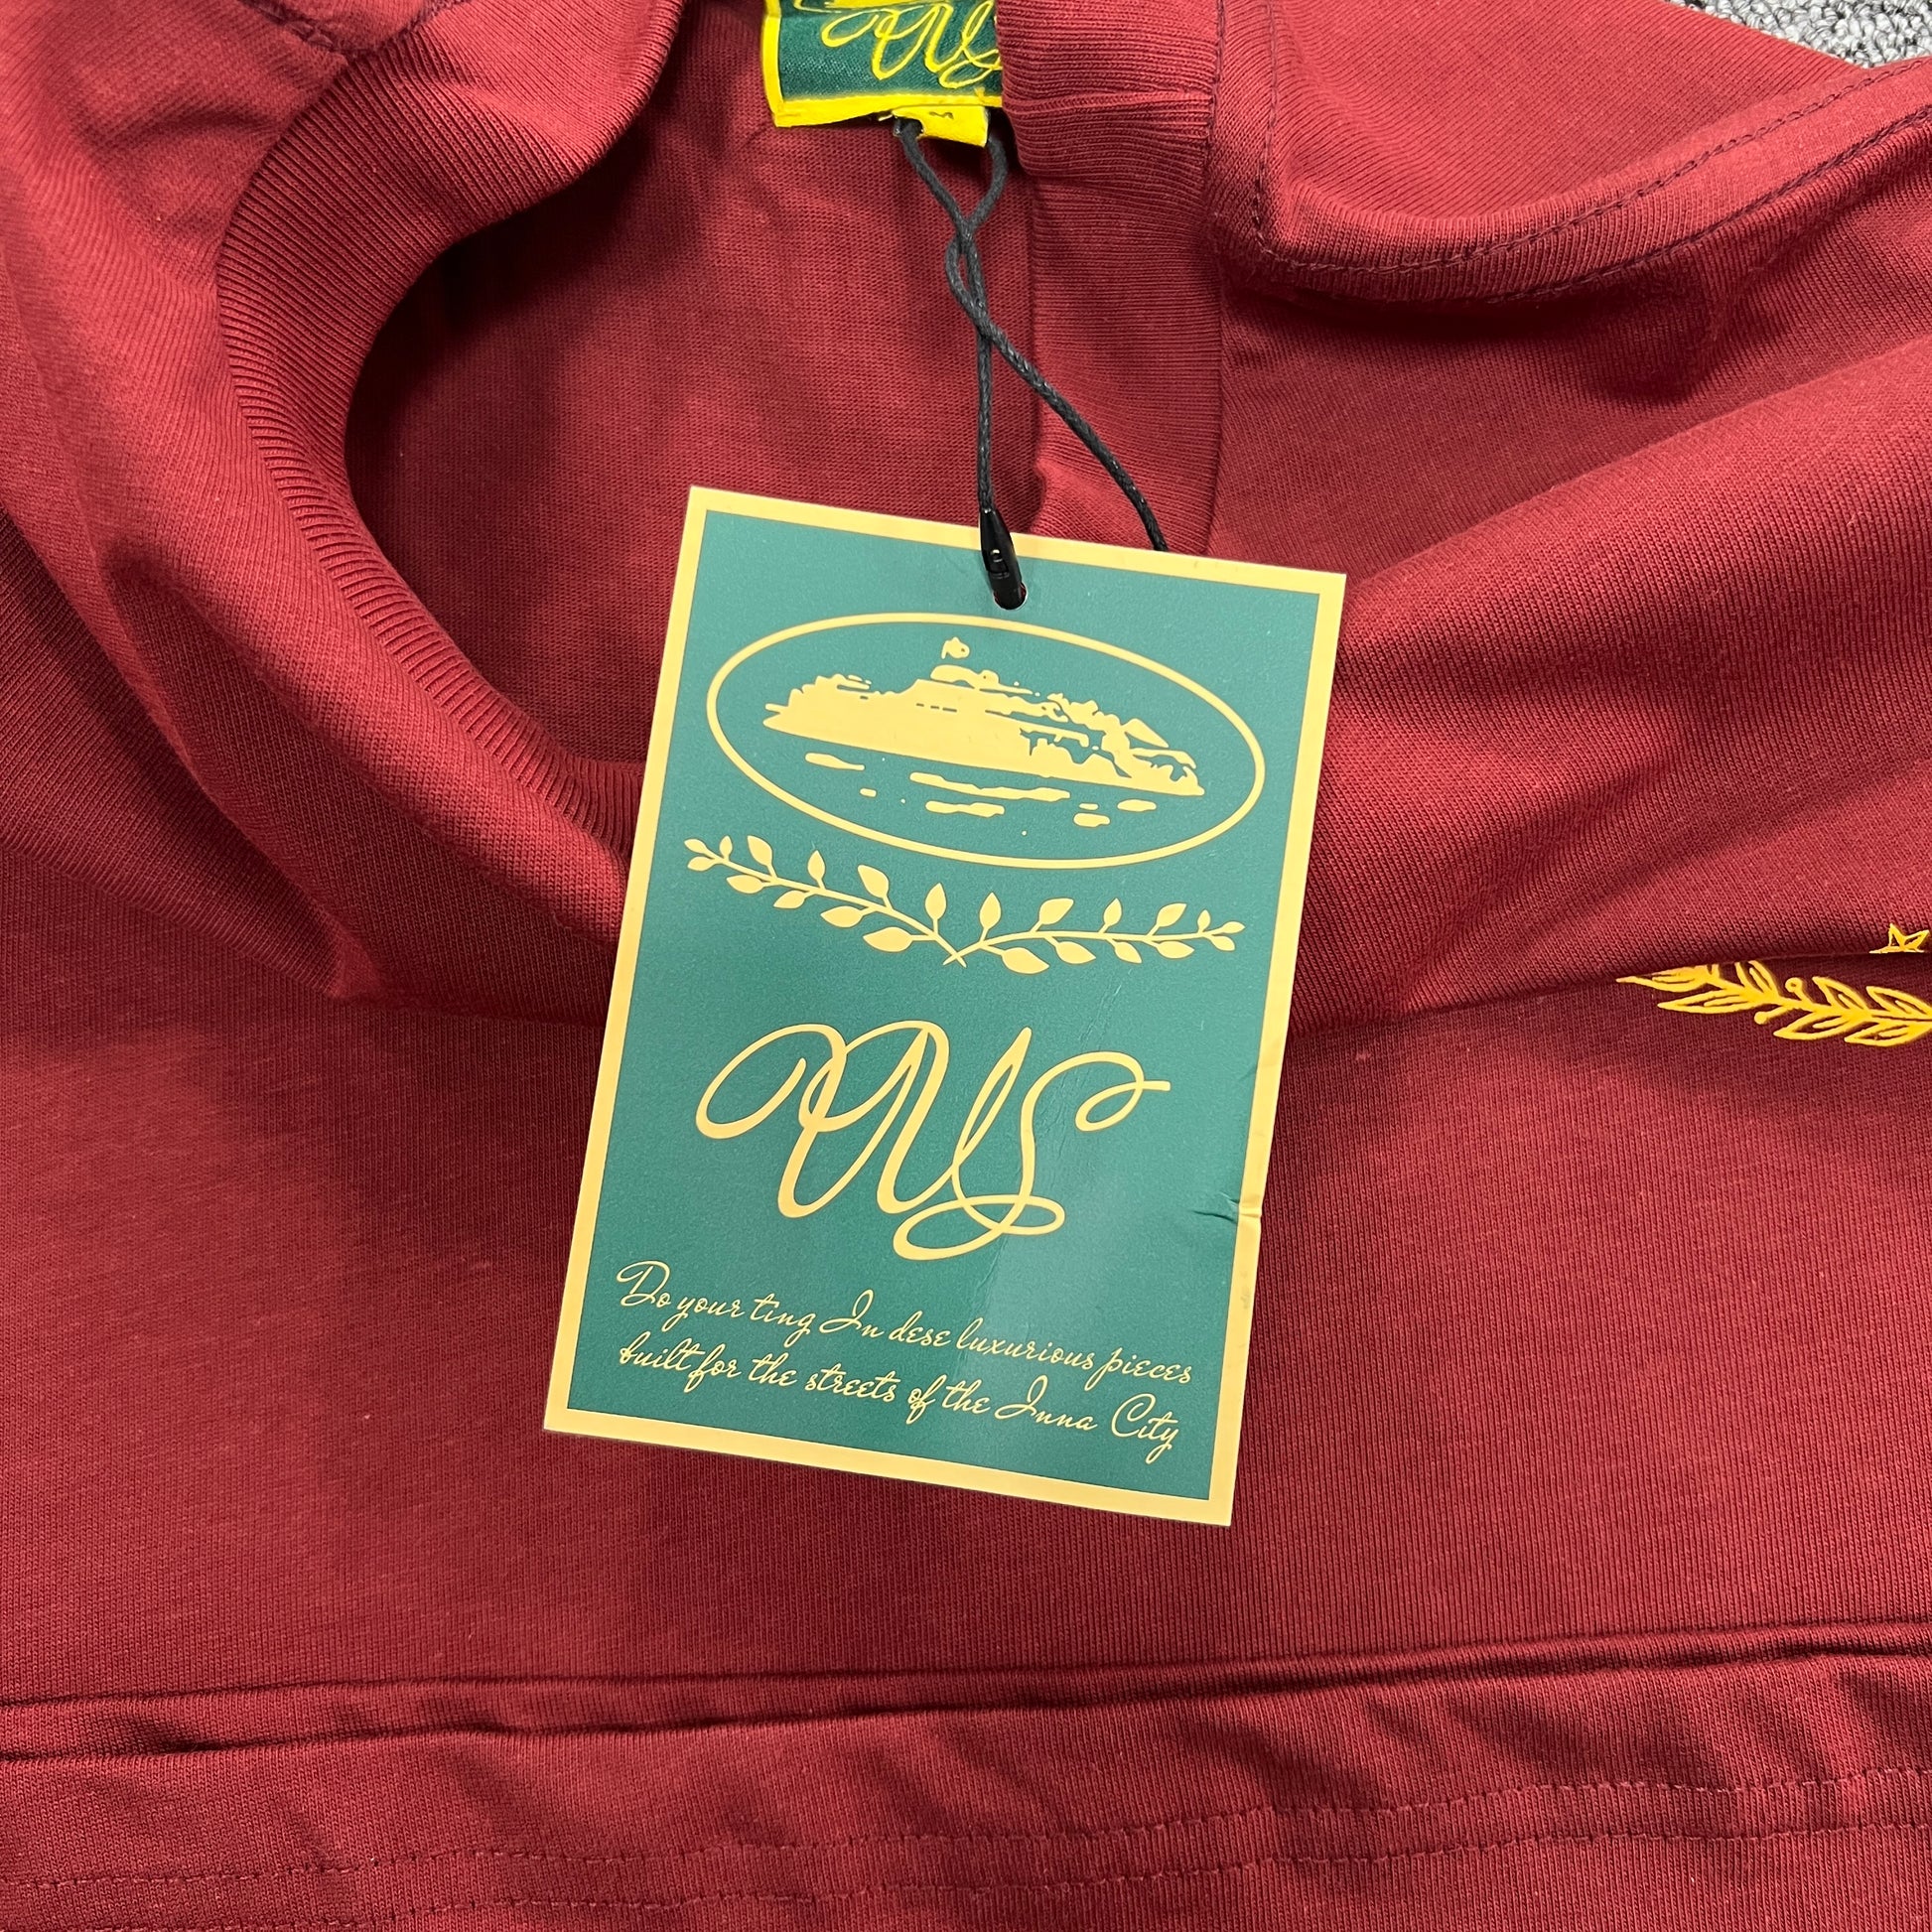 M
Do your ting In dese luxurious pieces
built for the streets of the Inna City